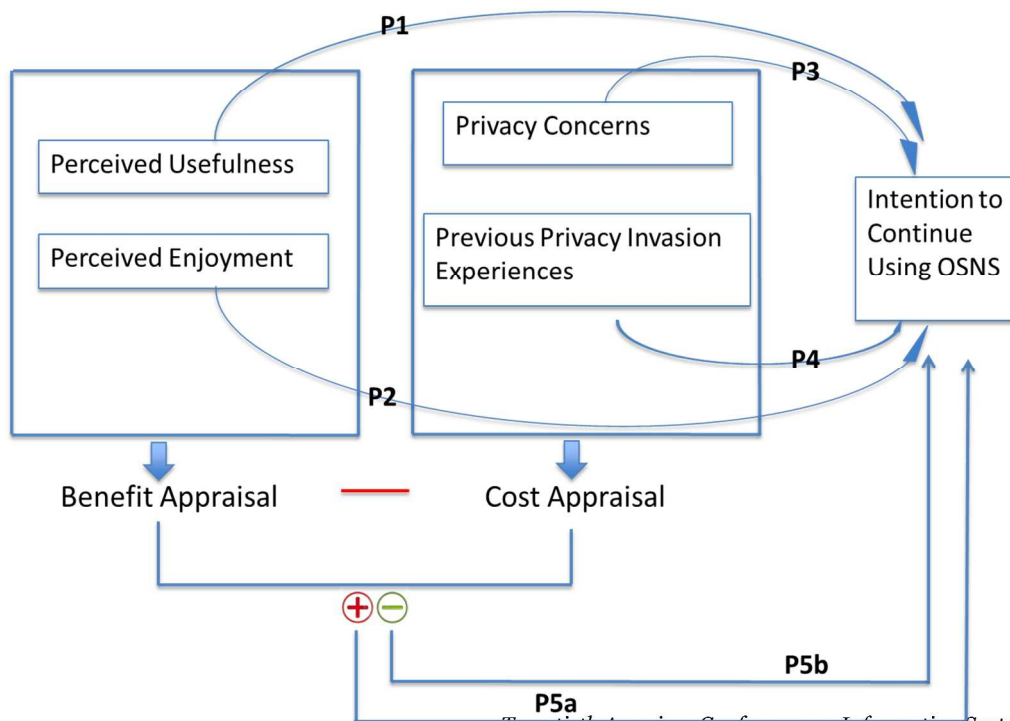 P1
P3
Privacy Concerns
Perceived Usefulness
Intention to
Continue
Using OSNS
Previous Privacy Invasion
Experiences
Perceived Enjoyment
P4
P2
Benefit Appraisal
Cost Appraisal
P5b
P5a